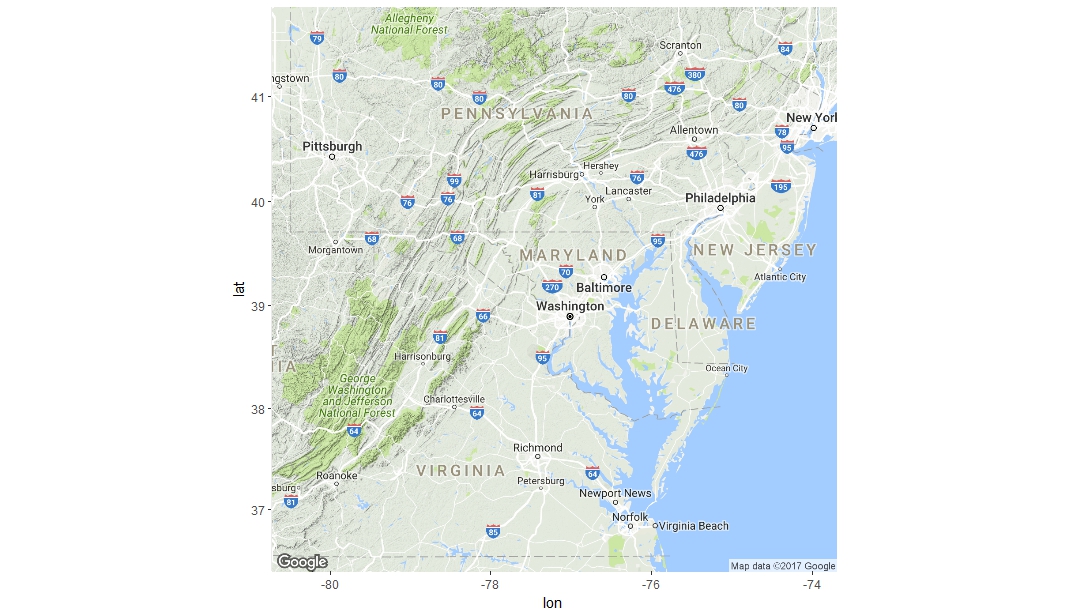 Allegheny
National Forest
79
Scranton
84
ngstown
80
80
80
80
380
476
80
41
PENNSYLVANIA
New York
Allentown
78
95
Pittsburgh
476
Hershey
Harrisburg
76
99
195
40
76
76
81
Lancaster
York
Philadelphia
68
68
95
Morgantown
MARYLAND
NEW JERSEY
70
Atlantic City
270
Baltimore
lat
39
Washington
66
DELAWARE
81
95
Harrisonburg
Ocean City
TIA
George
Washington
and Jefferson
National Forest
Charlottesville
38
64
64
Richmond
VIRGINIA
64
Roanoke
Petersburg
sburg
81
Newport News
37
Norfolk
Virginia Beach
85
Google
Map data ©2017 Google
-80
-78
-76
-74
lon